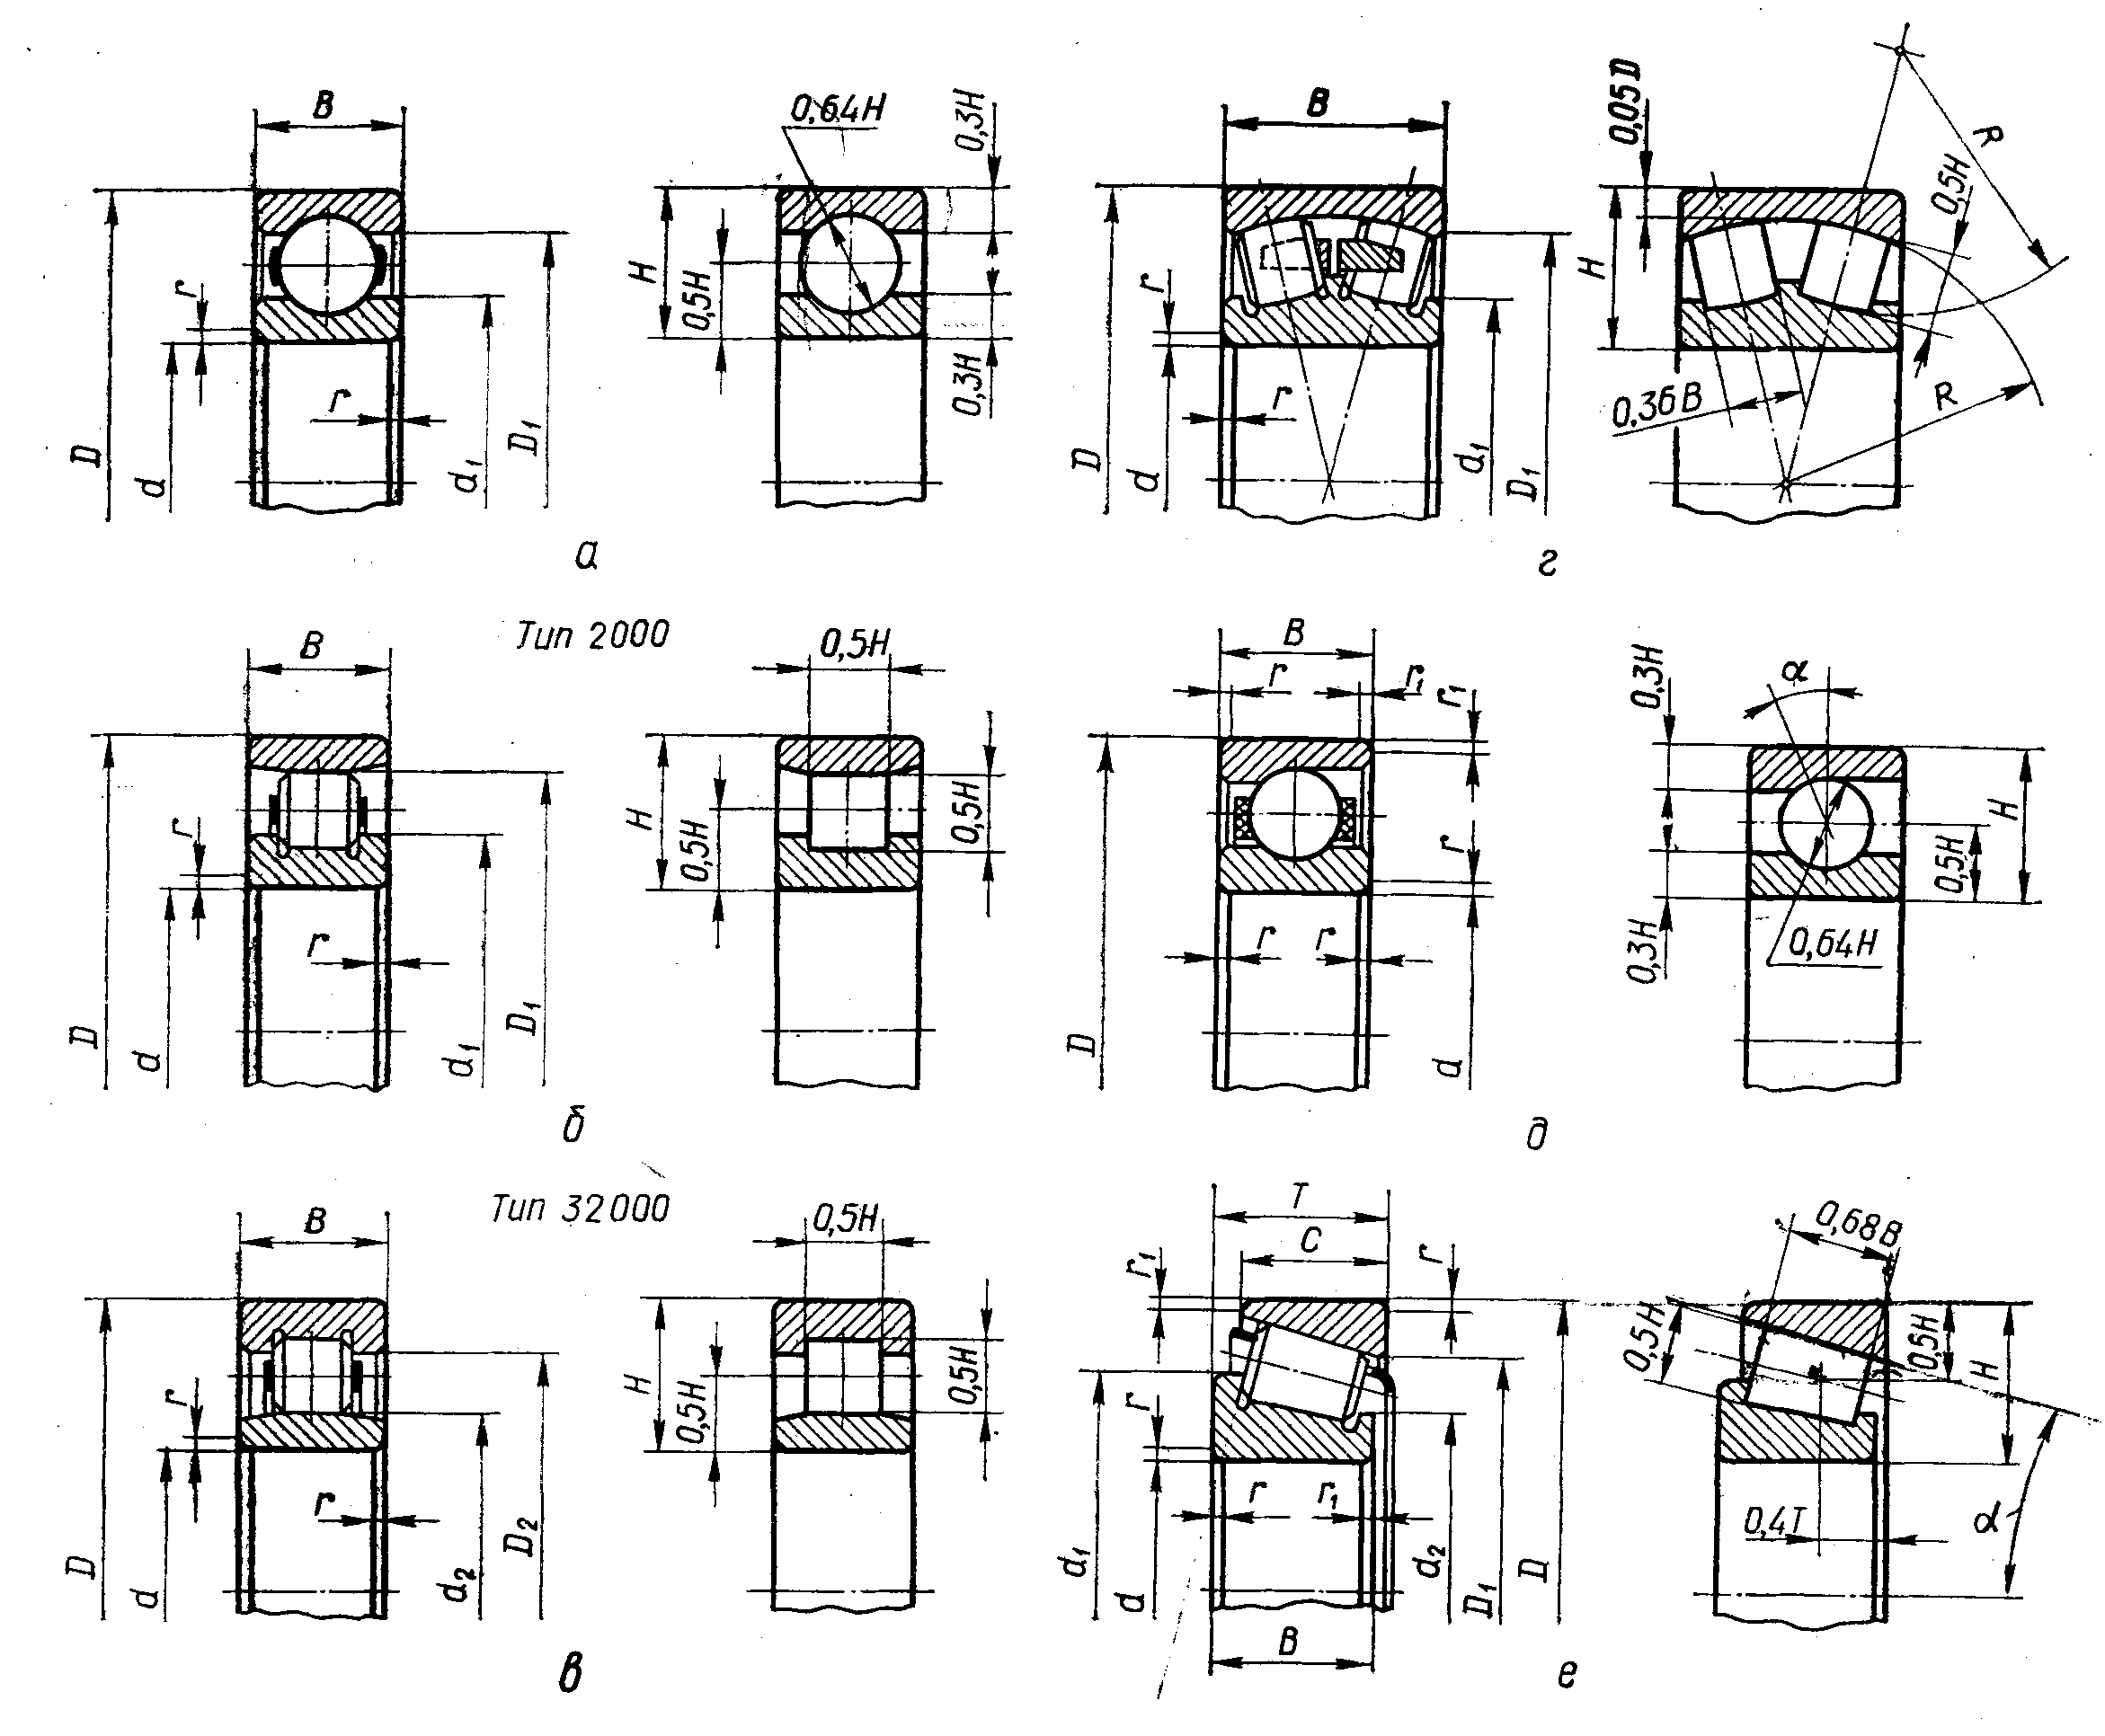 B
0,64H
0,3H
D
d
r
r
d₁
D₁
H
0,5H
0,3H
а
B
D
d
r
r
d₁
D₁
0,05D
R
0,5H
H
0,36B
R
г
Тип 2000
B
D
d
r
r
d₁
D₁
0,5H
H
0,5H
0,5H
б
B
r
r₁
r₁
D
r
r
r
d
0,3H
α
H
0,5H
0,3H
0,64H
д
Тип 32000
B
D
d
r
r
d₂
D₂
0,5H
H
0,5H
0,5H
в
T
C
r₁
r
r
r
r₁
d₁
d
d₂
D₁
D
B
0,68B
0,5H
0,5H
H
0,4T
α
е